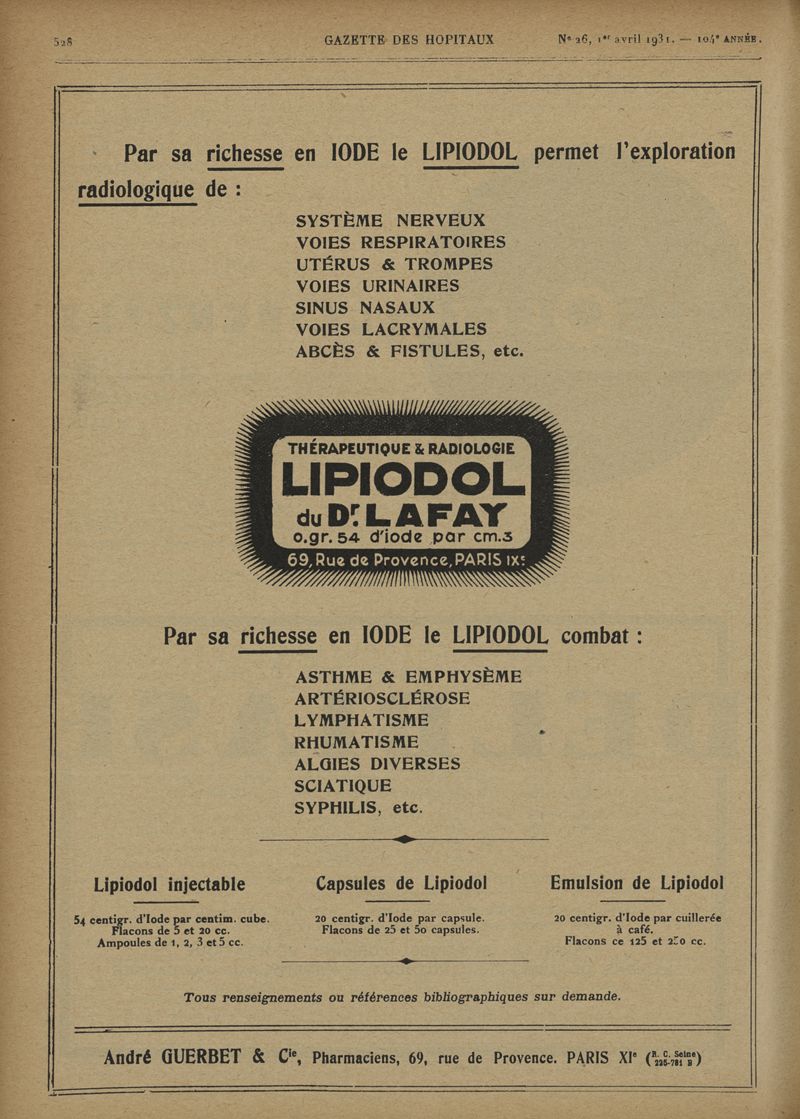 528
GAZETTE DES HOPITAUX
Nº 26, 1er avril 1931. — 104e ANNÉE.
Par sa richesse en IODE le LIPIODOL permet l'exploration
radiologique de :
SYSTÈME NERVEUX
VOIES RESPIRATOIRES
UTÉRUS & TROMPES
VOIES URINAIRES
SINUS NASAUX
VOIES LACRYMALES
ABCÈS & FISTULES, etc.
THÉRAPEUTIQUE & RADIOLOGIE
LIPIODOL
du Dr. LAFAY
0.gr. 54 d'iode par cm.3
69, Rue de Provence, PARIS IXe
Par sa richesse en IODE le LIPIODOL combat :
ASTHME & EMPHYSÈME
ARTÉRIOSCLÉROSE
LYMPHATISME
RHUMATISME
ALGIES DIVERSES
SCIATIQUE
SYPHILIS, etc.
Lipiodol injectable
54 centigr. d'Iode par centim. cube.
Flacons de 5 et 20 cc.
Ampoules de 1, 2, 3 et 5 cc.
Capsules de Lipiodol
20 centigr. d'Iode par capsule.
Flacons de 25 et 50 capsules.
Emulsion de Lipiodol
20 centigr. d'Iode par cuillerée
à café.
Flacons ce 125 et 250 cc.
Tous renseignements ou références bibliographiques sur demande.
André GUERBET & Cie, Pharmaciens, 69, rue de Provence. PARIS XIe (R. C. Seine 225-781 B)